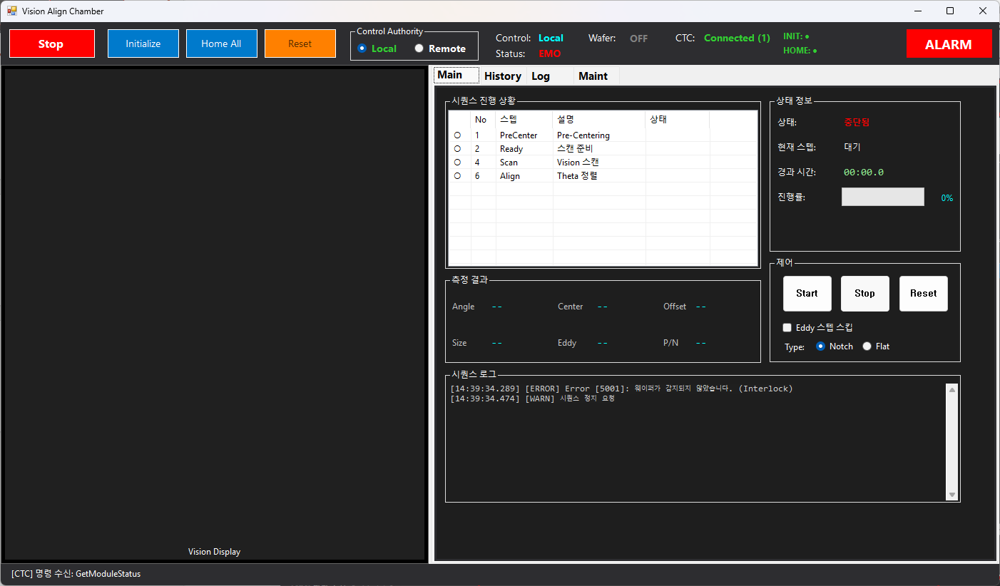 Vision Align Chamber
Stop
Initialize
Home All
Reset
Control Authority
Local
Remote
Control: Local
Status: EMO
Wafer: OFF
CTC: Connected (1)
INIT: ●
HOME: ●
ALARM
Vision Display
Main History Log Maint
시퀀스 진행 상황
No 스텝 설명 상태
○ 1 PreCenter Pre-Centering
○ 2 Ready 스캔 준비
○ 4 Scan Vision 스캔
○ 6 Align Theta 정렬
상태 정보
상태: 중단됨
현재 스텝: 대기
경과 시간: 00:00.0
진행률: 0%
측정 결과
Angle -- Center -- Offset --
Size -- Eddy -- P/N --
제어
Start Stop Reset
Eddy 스텝 스킵
Type: Notch Flat
시퀀스 로그
[14:39:34.289] [ERROR] Error [5001]: 웨이퍼가 감지되지 않았습니다. (Interlock)
[14:39:34.474] [WARN] 시퀀스 정지 요청
[CTC] 명령 수신: GetModuleStatus